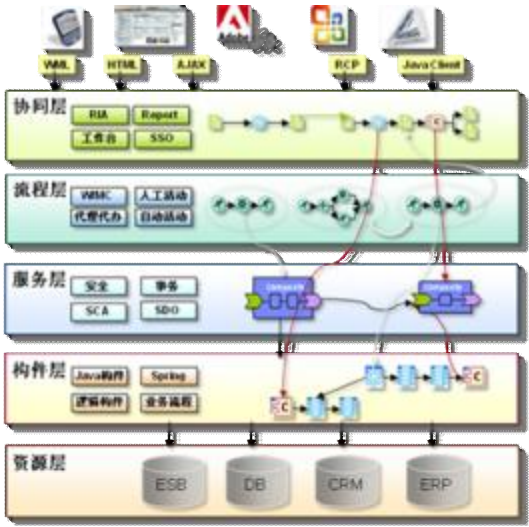 Adobe
WML HTML AJAX RCP Java Client
协同层
RIA Report
工作台 SSO
流程层
WfMC 人工活动
代理代办 自动活动
服务层
安全 事务
SCA SDO
Composite
构件层
Java构件 Spring
逻辑构件 业务流程
C
C
C
资源层
ESB DB CRM ERP